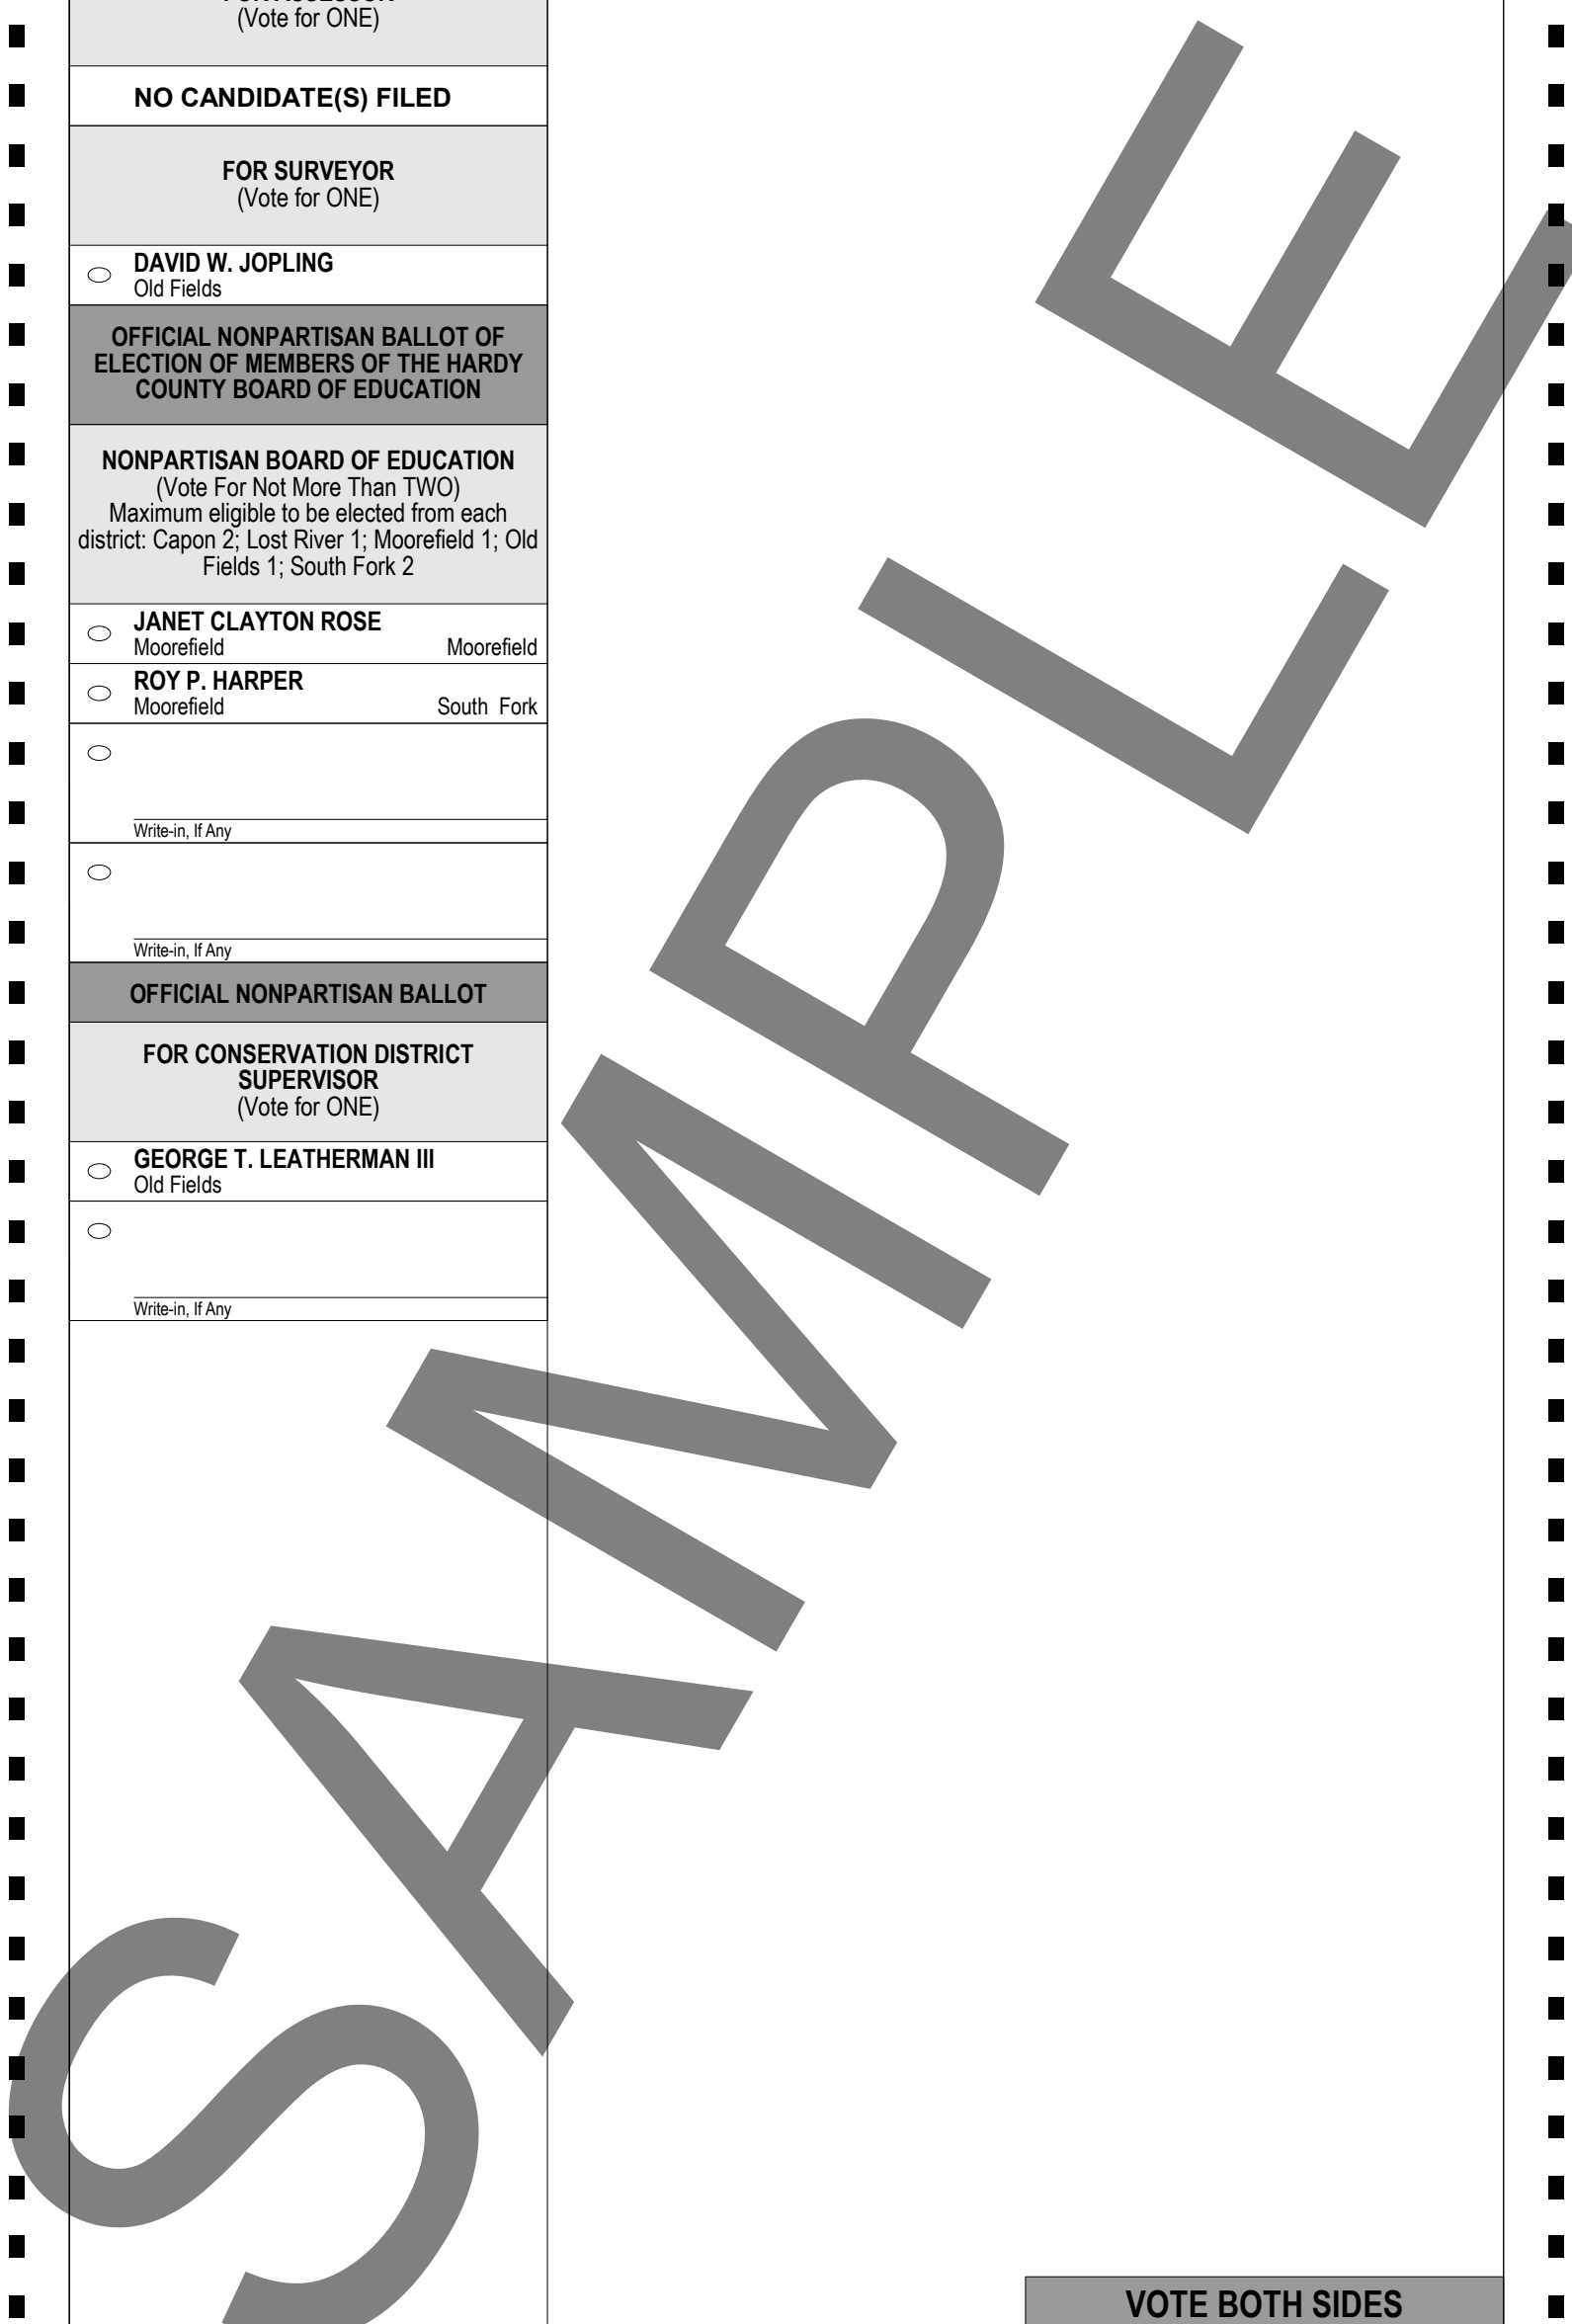 (Vote for ONE)
NO CANDIDATE(S) FILED
FOR SURVEYOR
(Vote for ONE)
DAVID W. JOPLING
Old Fields
OFFICIAL NONPARTISAN BALLOT OF
ELECTION OF MEMBERS OF THE HARDY
COUNTY BOARD OF EDUCATION
NONPARTISAN BOARD OF EDUCATION
(Vote For Not More Than TWO)
Maximum eligible to be elected from each
district: Capon 2; Lost River 1; Moorefield 1; Old
Fields 1; South Fork 2
JANET CLAYTON ROSE
Moorefield Moorefield
ROY P. HARPER
Moorefield South Fork
Write-in, If Any
Write-in, If Any
OFFICIAL NONPARTISAN BALLOT
FOR CONSERVATION DISTRICT
SUPERVISOR
(Vote for ONE)
GEORGE T. LEATHERMAN III
Old Fields
Write-in, If Any
SAMPLE
VOTE BOTH SIDES